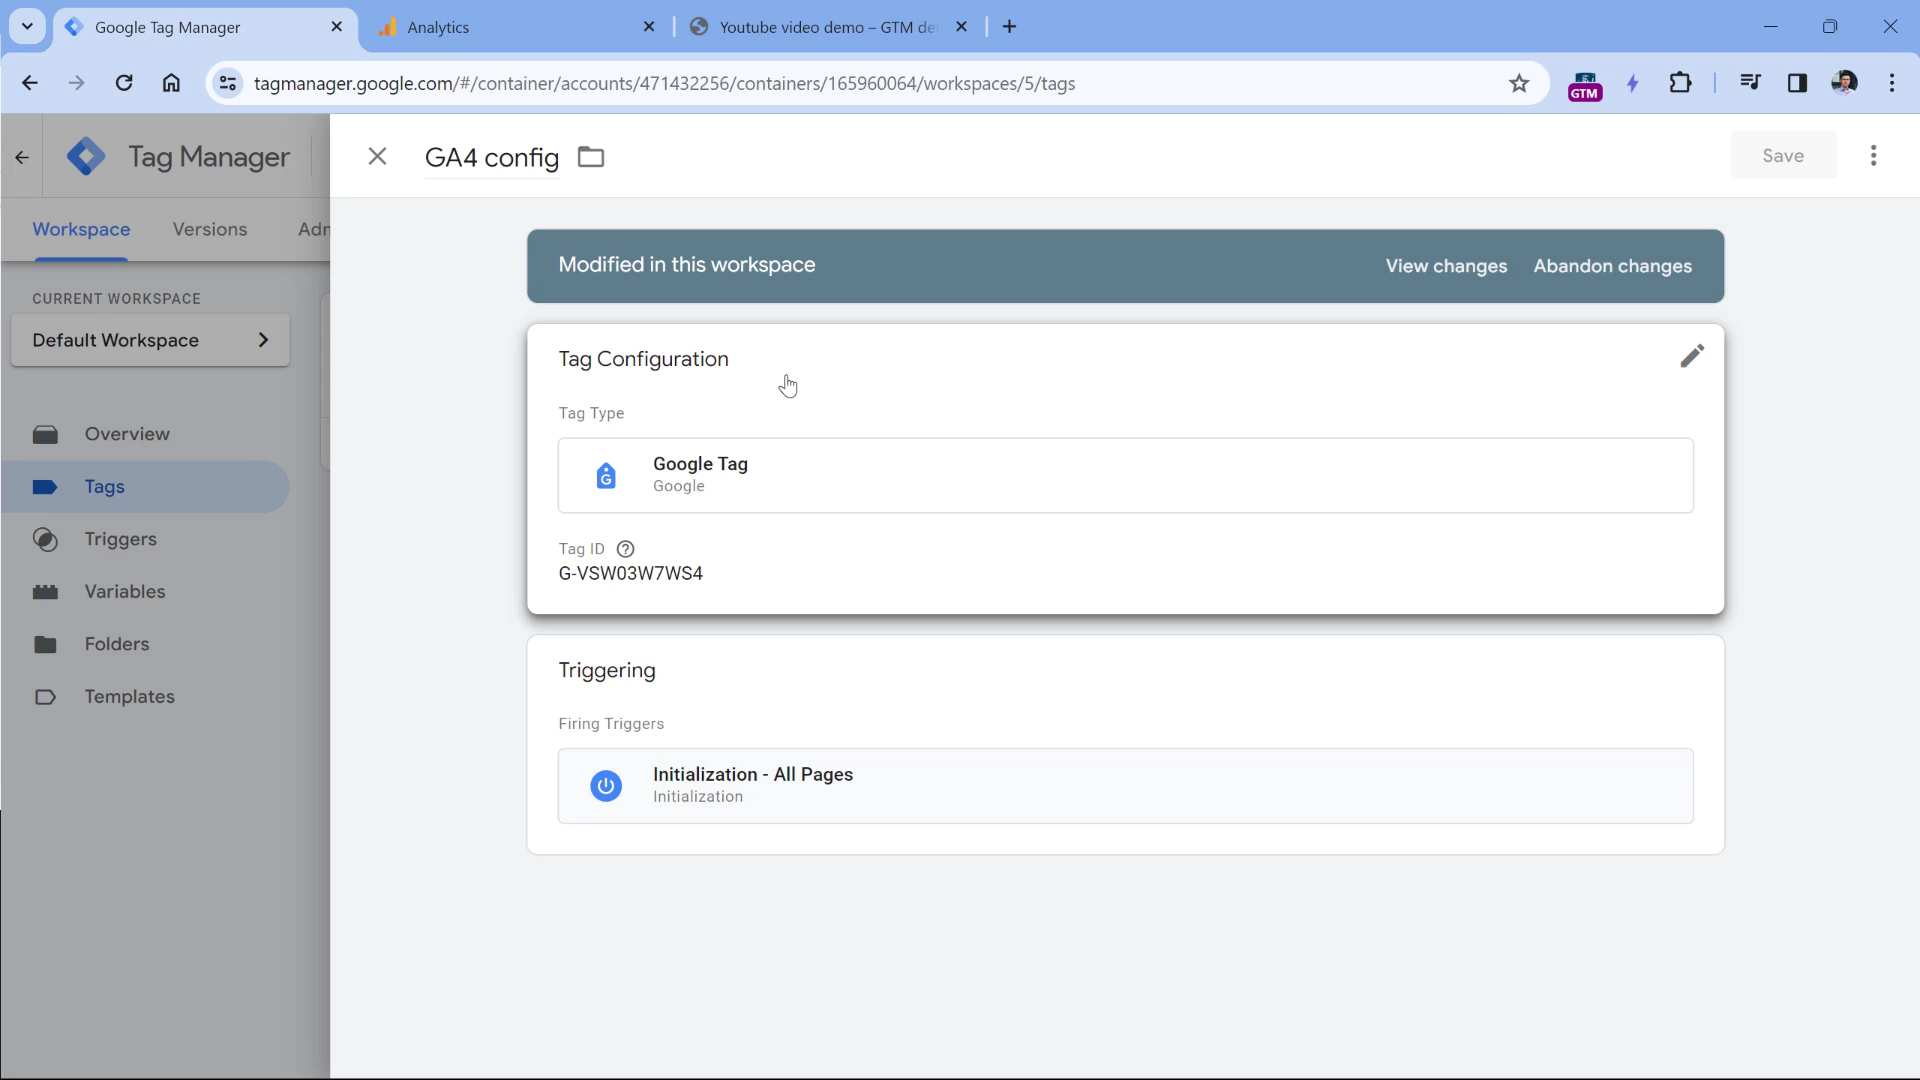 Google Tag Manager
Analytics
Youtube video demo – GTM de
tagmanager.google.com/#/container/accounts/471432256/containers/165960064/workspaces/5/tags
GTM
Tag Manager
GA4 config
Save
Workspace
Versions
Adm
Modified in this workspace
View changes
Abandon changes
CURRENT WORKSPACE
Default Workspace
Overview
Tags
Triggers
Variables
Folders
Templates
Tag Configuration
Tag Type
Google Tag
Google
Tag ID
G-VSW03W7WS4
Triggering
Firing Triggers
Initialization - All Pages
Initialization